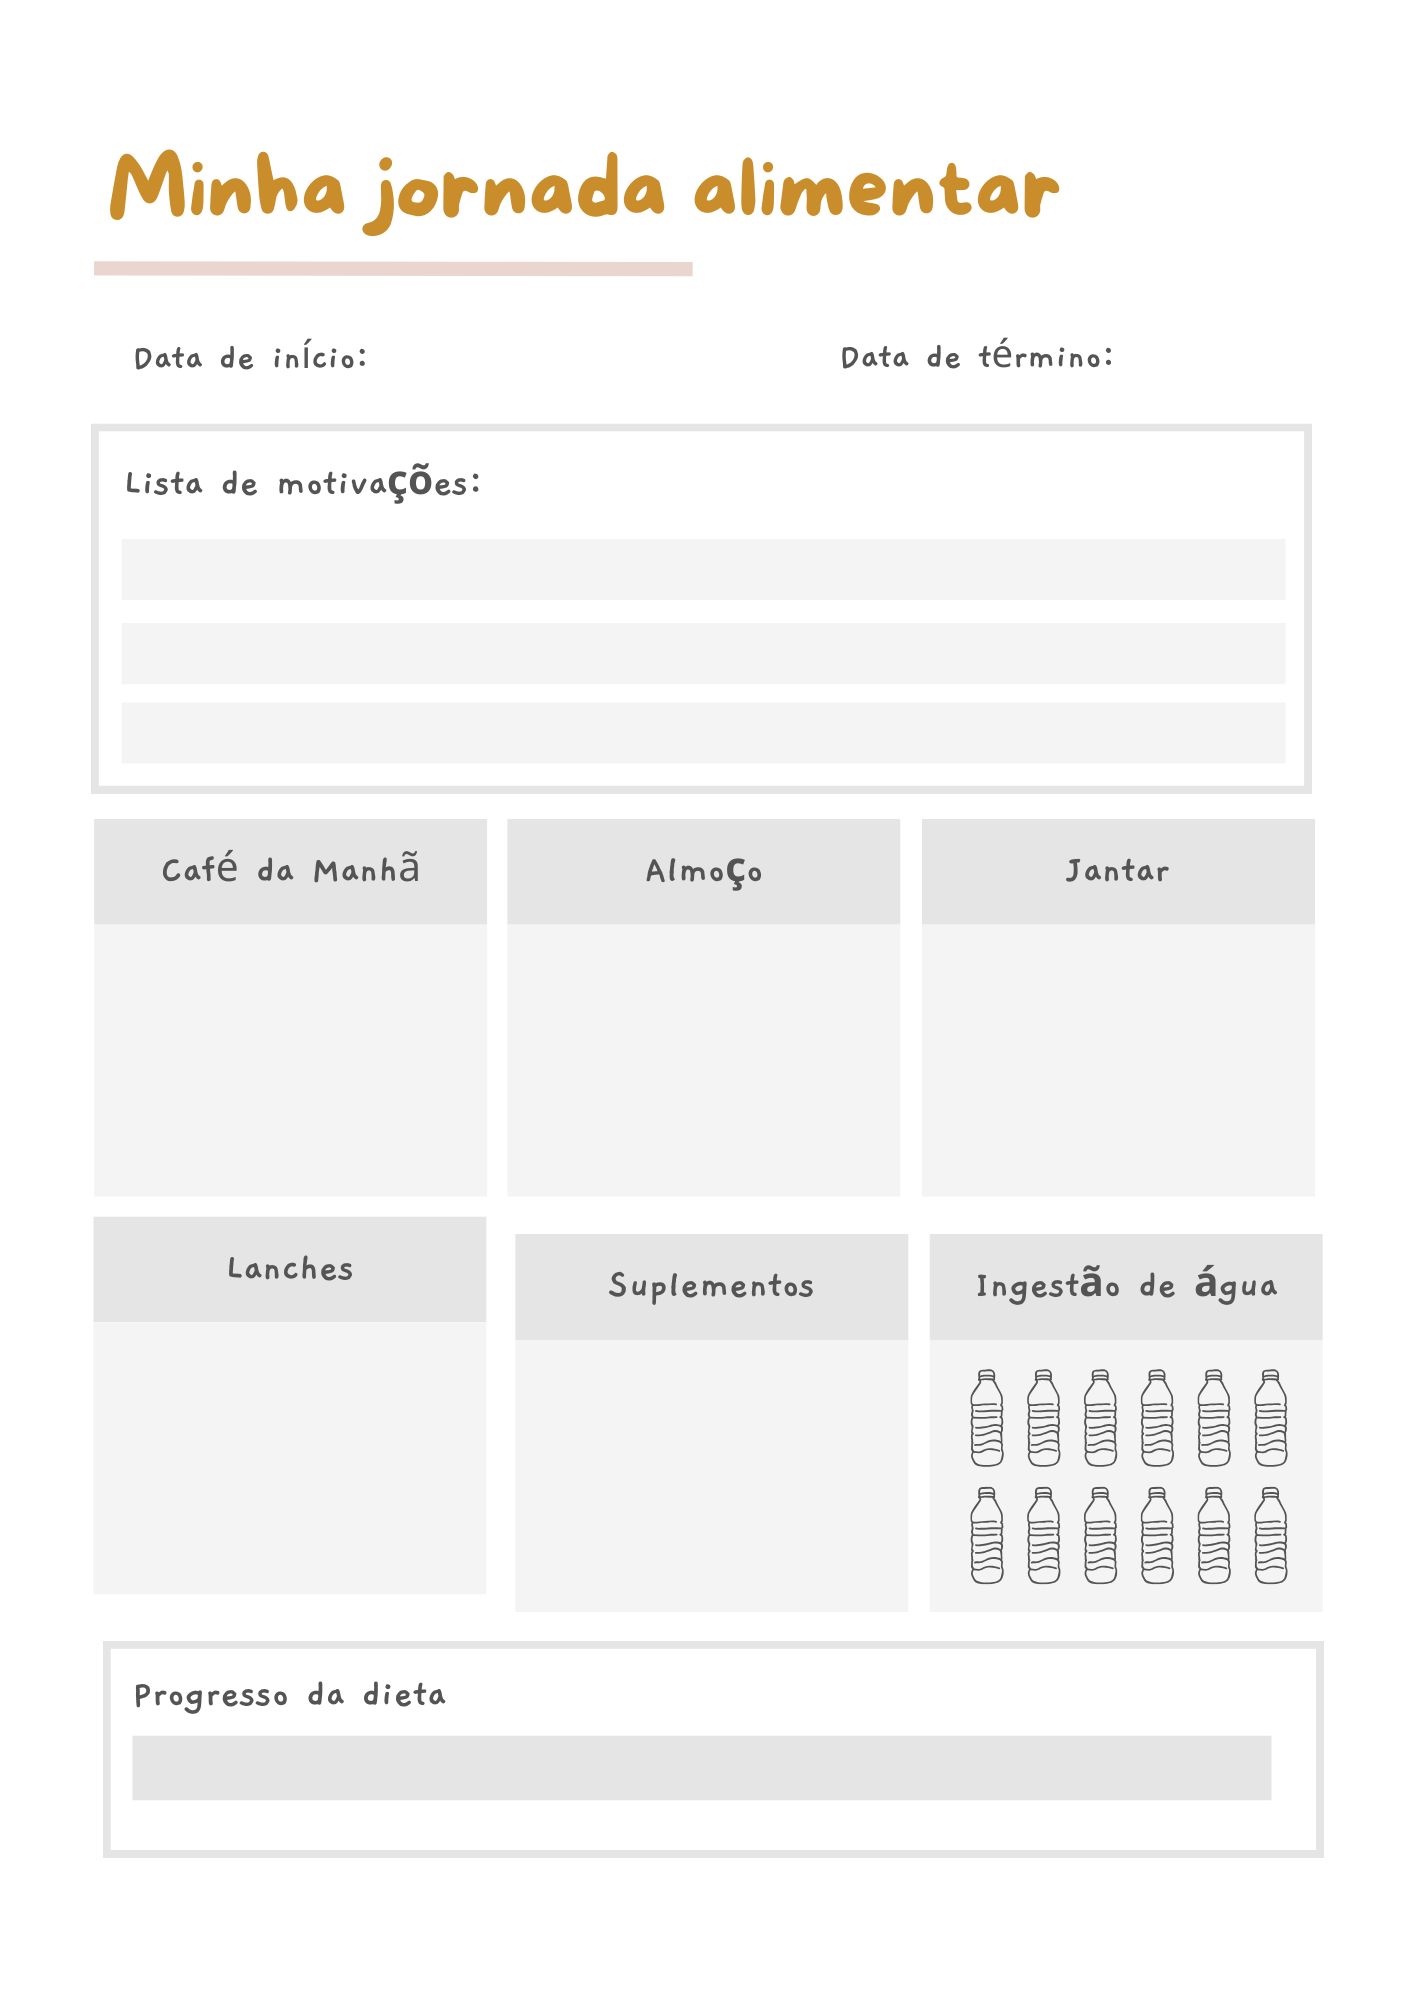 Minha jornada alimentar
Data de início:
Data de término:
Lista de motivações:
Café da Manhã
Almoço
Jantar
Lanches
Suplementos
Ingestão de água
Progresso da dieta